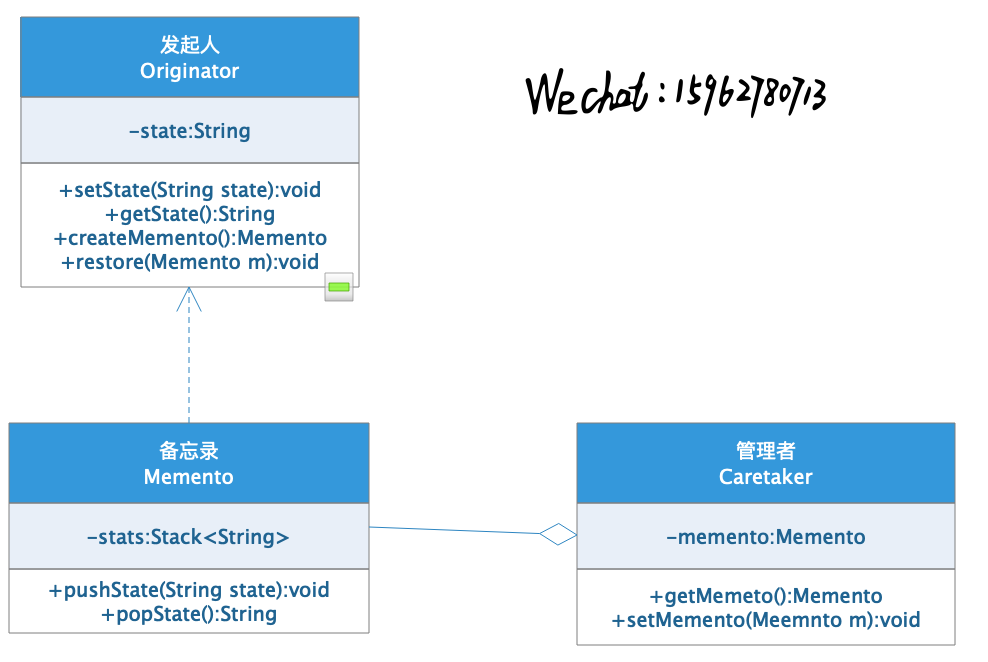 发起人
Originator
-state:String
+setState(String state):void
+getState():String
+createMemento():Memento
+restore(Memento m):void
Wechat:15962780713
备忘录
Memento
-stats:Stack<String>
+pushState(String state):void
+popState():String
管理者
Caretaker
-memento:Memento
+getMemeto():Memento
+setMemento(Meemnto m):void